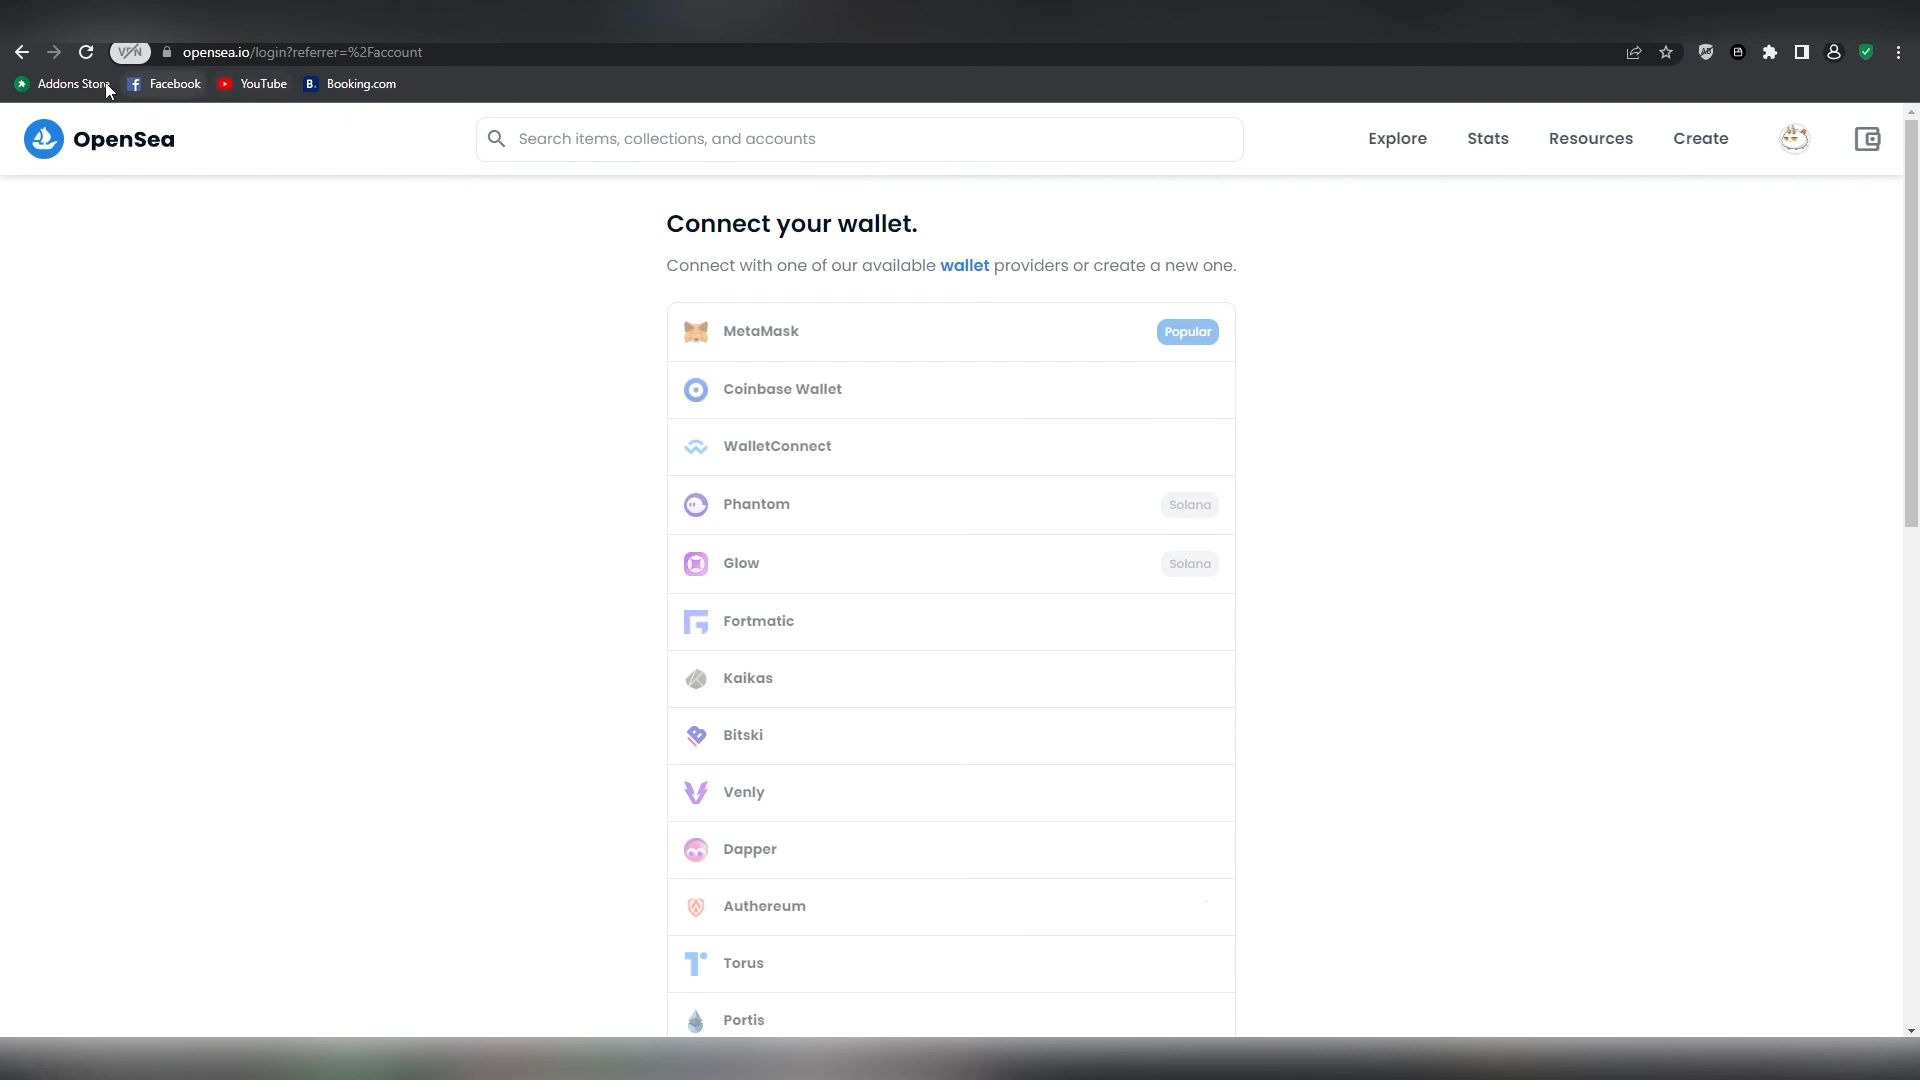 VPN opensea.io/login?referrer=%2Faccount
Addons Store Facebook YouTube B. Booking.com
OpenSea Search items, collections, and accounts Explore Stats Resources Create
Connect your wallet.
Connect with one of our available wallet providers or create a new one.
MetaMask Popular
Coinbase Wallet
WalletConnect
Phantom Solana
Glow Solana
Fortmatic
Kaikas
Bitski
Venly
Dapper
Authereum
Torus
Portis